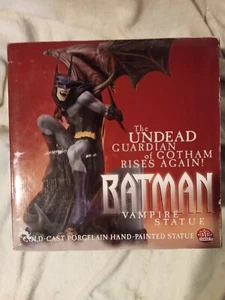 The
UNDEAD
GUARDIAN
of GOTHAM
RISES AGAIN!
BATMAN
VAMPIRE STATUE
COLD-CAST PORCELAIN HAND-PAINTED STATUE